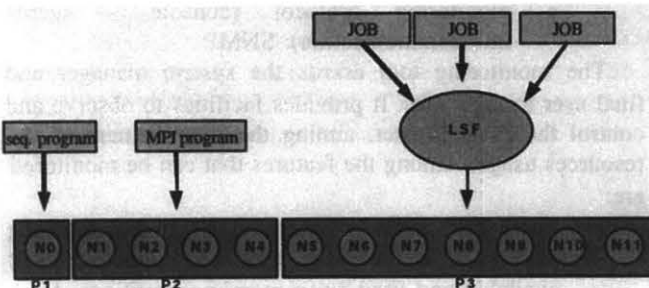 JOB JOB JOB
LSF
seq. program MPI program
N0 N1 N2 N3 N4 N5 N6 N7 N8 N9 N10 N11
P1 P2 P3